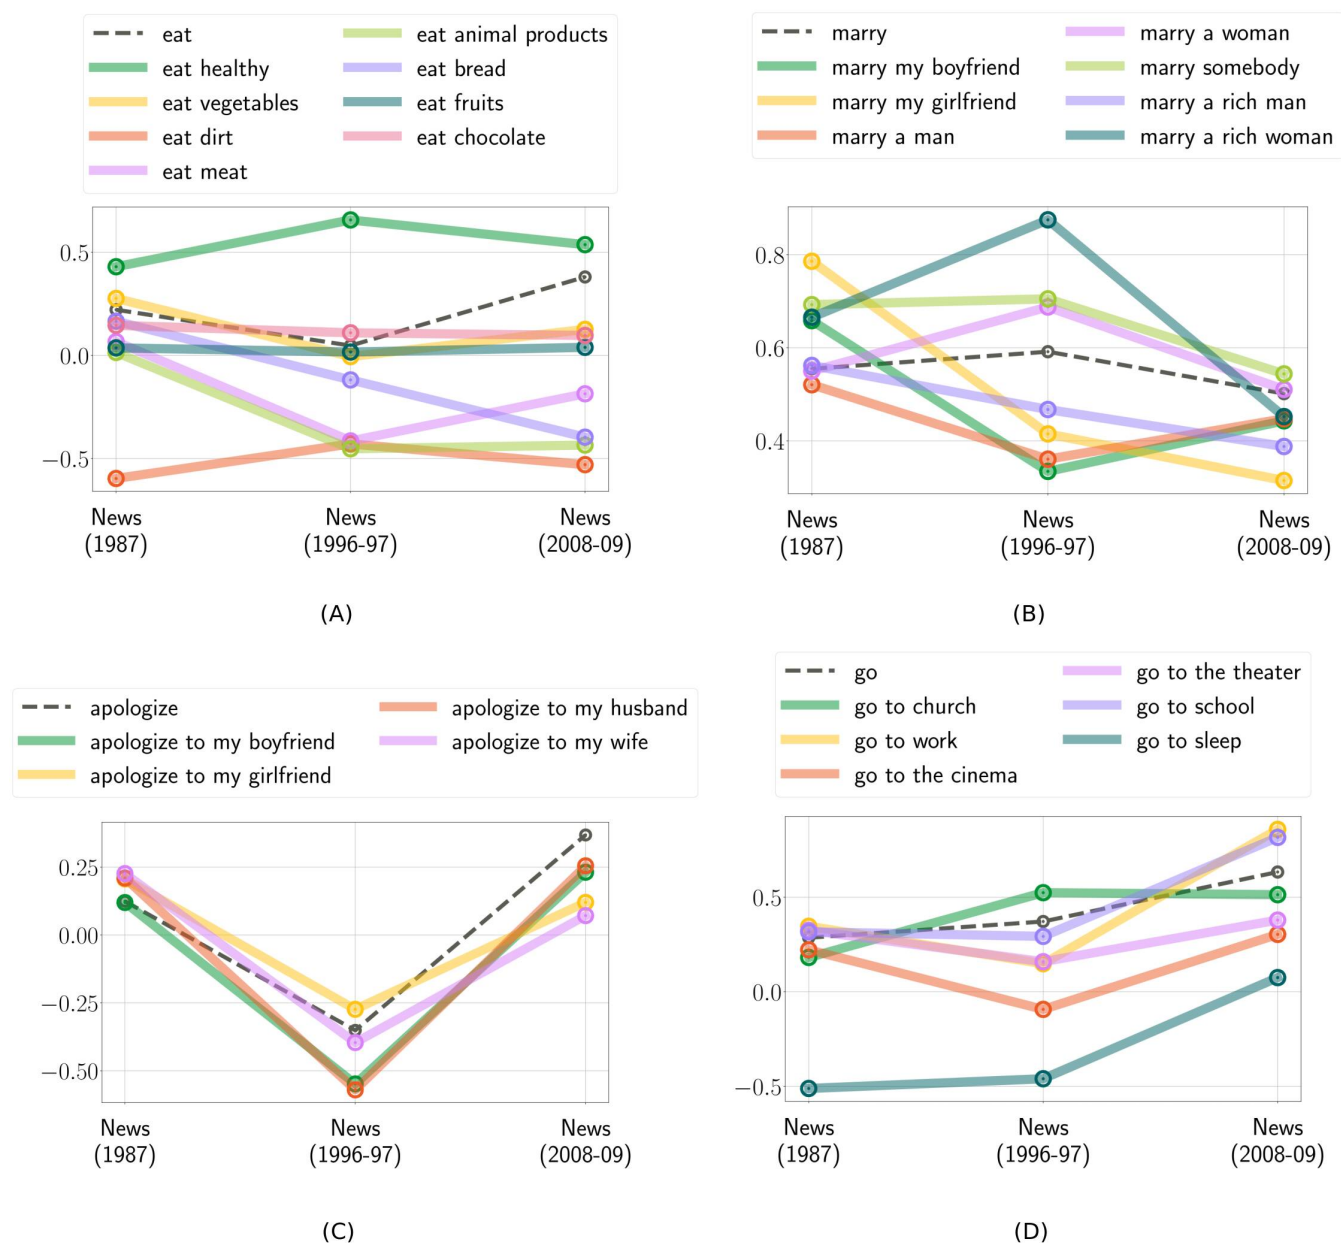 eat
eat healthy
eat vegetables
eat dirt
eat meat
eat animal products
eat bread
eat fruits
eat chocolate
0.5
0.0
−0.5
News
(1987)
News
(1996-97)
News
(2008-09)
(A)
marry
marry my boyfriend
marry my girlfriend
marry a man
marry a woman
marry somebody
marry a rich man
marry a rich woman
0.8
0.6
0.4
News
(1987)
News
(1996-97)
News
(2008-09)
(B)
apologize
apologize to my boyfriend
apologize to my girlfriend
apologize to my husband
apologize to my wife
0.25
0.00
−0.25
−0.50
News
(1987)
News
(1996-97)
News
(2008-09)
(C)
go
go to church
go to work
go to the cinema
go to the theater
go to school
go to sleep
0.5
0.0
−0.5
News
(1987)
News
(1996-97)
News
(2008-09)
(D)